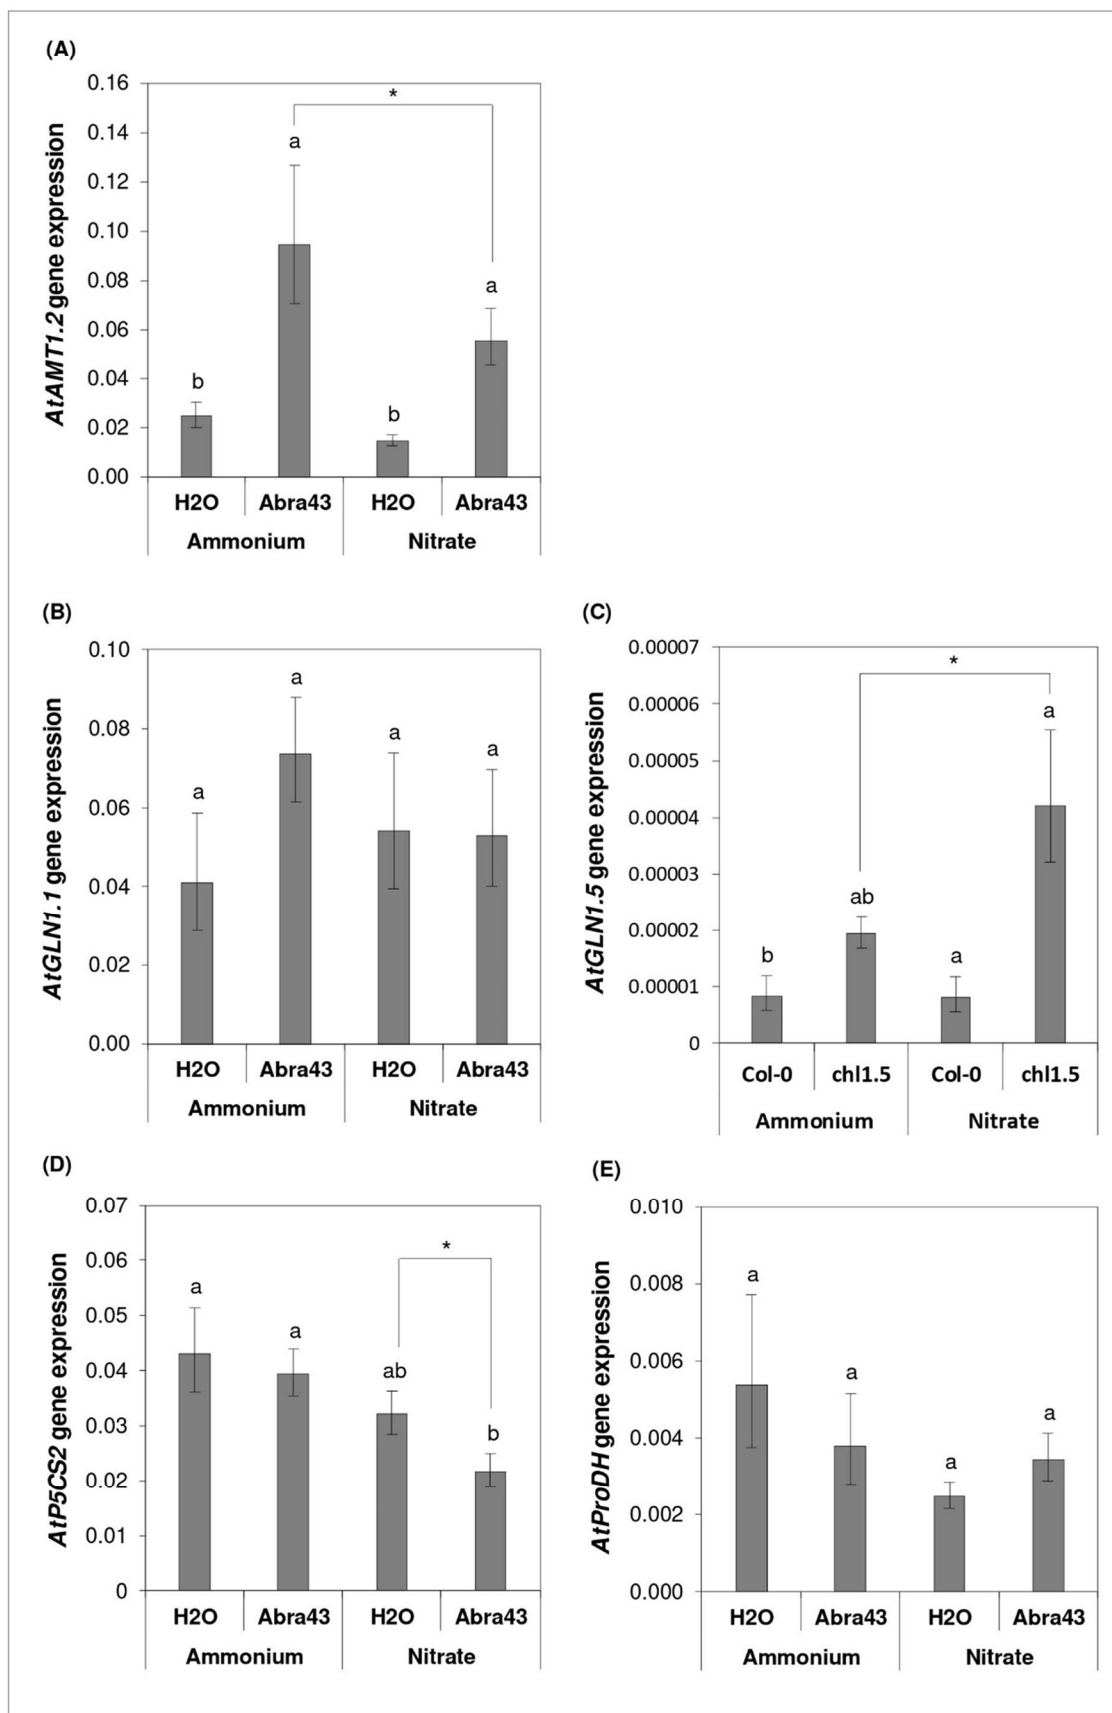 (A)
AtAMT1.2 gene expression
0.16
0.14
0.12
0.10
0.08
0.06
0.04
0.02
0.00
*
b
a
b
a
H2O Abra43 H2O Abra43
Ammonium Nitrate
(B)
AtGLN1.1 gene expression
0.10
0.08
0.06
0.04
0.02
0.00
a
a
a
a
H2O Abra43 H2O Abra43
Ammonium Nitrate
(C)
AtGLN1.5 gene expression
0.00007
0.00006
0.00005
0.00004
0.00003
0.00002
0.00001
0
*
b
ab
a
a
Col-0 chl1.5 Col-0 chl1.5
Ammonium Nitrate
(D)
AtP5CS2 gene expression
0.07
0.06
0.05
0.04
0.03
0.02
0.01
0
*
a
a
ab
b
H2O Abra43 H2O Abra43
Ammonium Nitrate
(E)
AtProDH gene expression
0.010
0.008
0.006
0.004
0.002
0.000
a
a
a
a
H2O Abra43 H2O Abra43
Ammonium Nitrate